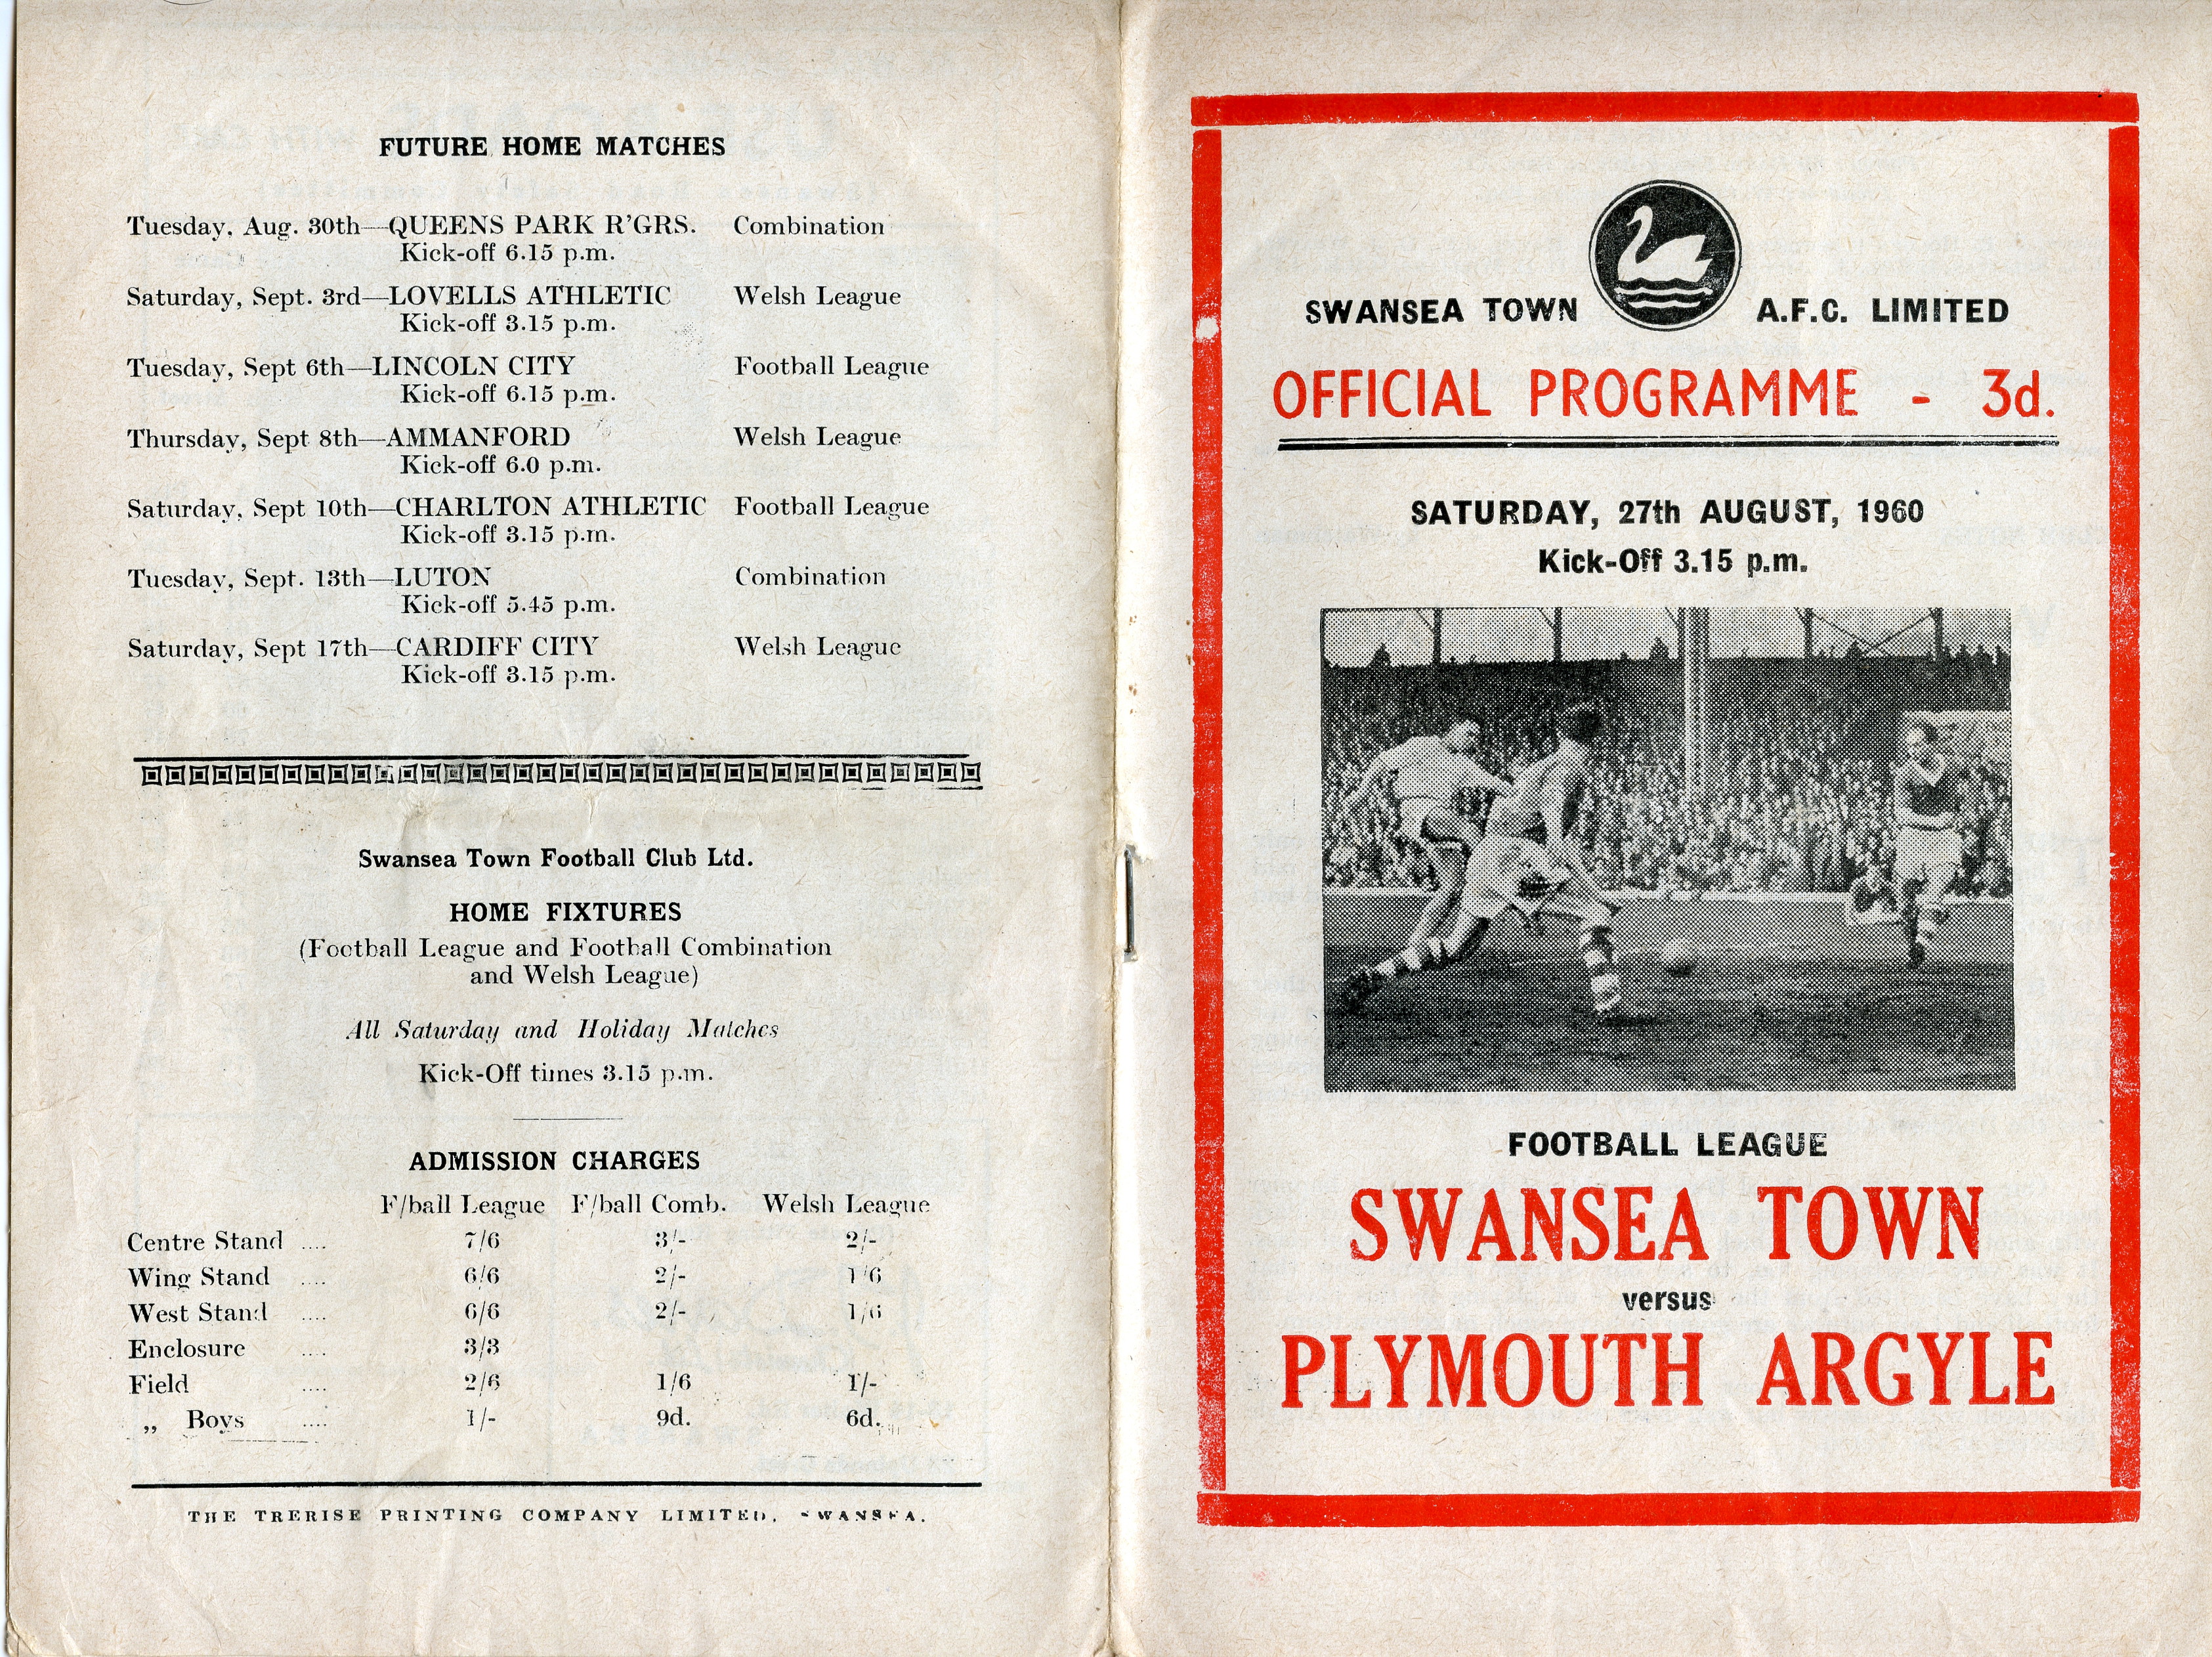 FUTURE HOME MATCHES
Tuesday, Aug. 30th—QUEENS PARK R'GRS. Combination
Kick-off 6.15 p.m.
Saturday, Sept. 3rd—LOVELLS ATHLETIC Welsh League
Kick-off 3.15 p.m.
Tuesday, Sept 6th—LINCOLN CITY Football League
Kick-off 6.15 p.m.
Thursday, Sept 8th—AMMANFORD Welsh League
Kick-off 6.0 p.m.
Saturday, Sept 10th—CHARLTON ATHLETIC Football League
Kick-off 3.15 p.m.
Tuesday, Sept. 13th—LUTON Combination
Kick-off 5.45 p.m.
Saturday, Sept 17th—CARDIFF CITY Welsh League
Kick-off 3.15 p.m.
Swansea Town Football Club Ltd.
HOME FIXTURES
(Football League and Football Combination
and Welsh League)
All Saturday and Holiday Matches
Kick-Off times 3.15 p.m.
ADMISSION CHARGES
F/ball League F/ball Comb. Welsh League
Centre Stand .... 7/6 3/- 2/-
Wing Stand .... 6/6 2/- 1/6
West Stand .... 6/6 2/- 1/6
Enclosure .... 3/3
Field .... 2/6 1/6 1/-
„ Boys .... 1/- 9d. 6d.
THE TRERISE PRINTING COMPANY LIMITED, SWANSEA.
SWANSEA TOWN A.F.C. LIMITED
OFFICIAL PROGRAMME - 3d.
SATURDAY, 27th AUGUST, 1960
Kick-Off 3.15 p.m.
FOOTBALL LEAGUE
SWANSEA TOWN
versus
PLYMOUTH ARGYLE